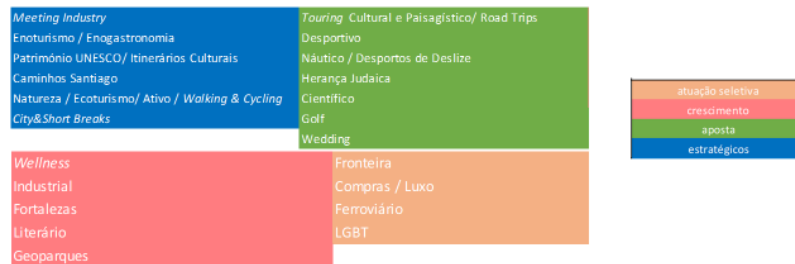 Meeting Industry
Enoturismo / Enogastronomia
Património UNESCO/ Itinerários Culturais
Caminhos Santiago
Natureza / Ecoturismo/ Ativo / Walking & Cycling
City&Short Breaks
Touring Cultural e Paisagístico/ Road Trips
Desportivo
Náutico / Desportos de Deslize
Herança Judaica
Científico
Golf
Wedding
Wellness
Industrial
Fortalezas
Literário
Geoparques
Fronteira
Compras / Luxo
Ferroviário
LGBT
atuação seletiva
crescimento
aposta
estratégicos